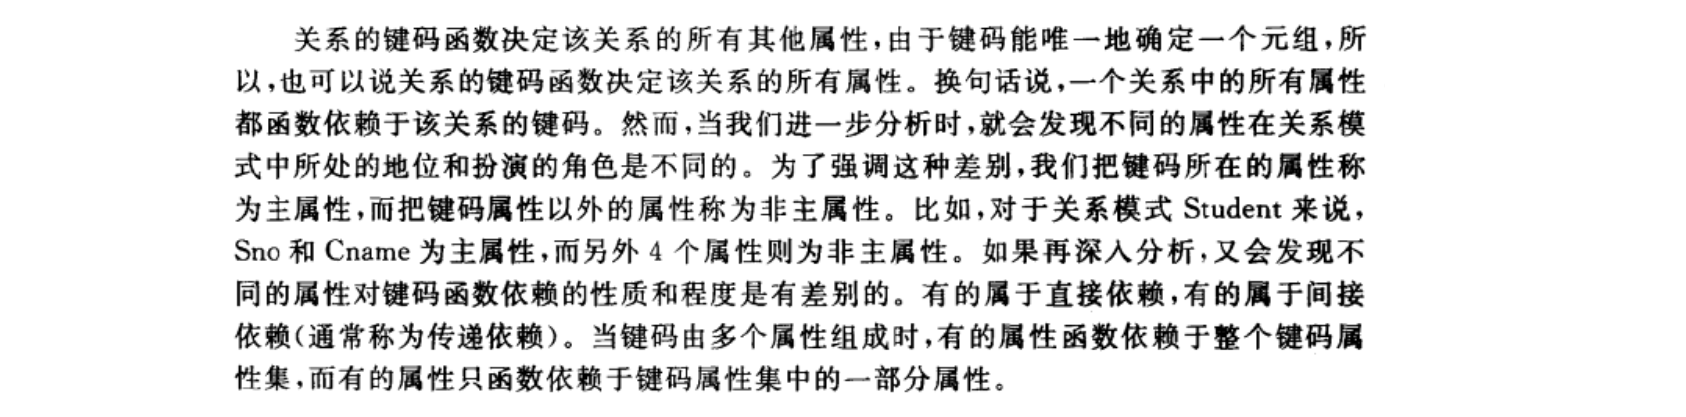 关系的键码函数决定该关系的所有其他属性,由于键码能唯一地确定一个元组,所
以,也可以说关系的键码函数决定该关系的所有属性。换句话说,一个关系中的所有属性
都函数依赖于该关系的键码。然而,当我们进一步分析时,就会发现不同的属性在关系模
式中所处的地位和扮演的角色是不同的。为了强调这种差别,我们把键码所在的属性称
为主属性,而把键码属性以外的属性称为非主属性。比如,对于关系模式 Student 来说,
Sno 和 Cname 为主属性,而另外 4 个属性则为非主属性。如果再深入分析,又会发现不
同的属性对键码函数依赖的性质和程度是有差别的。有的属于直接依赖,有的属于间接
依赖(通常称为传递依赖)。当键码由多个属性组成时,有的属性函数依赖于整个键码属
性集,而有的属性只函数依赖于键码属性集中的一部分属性。